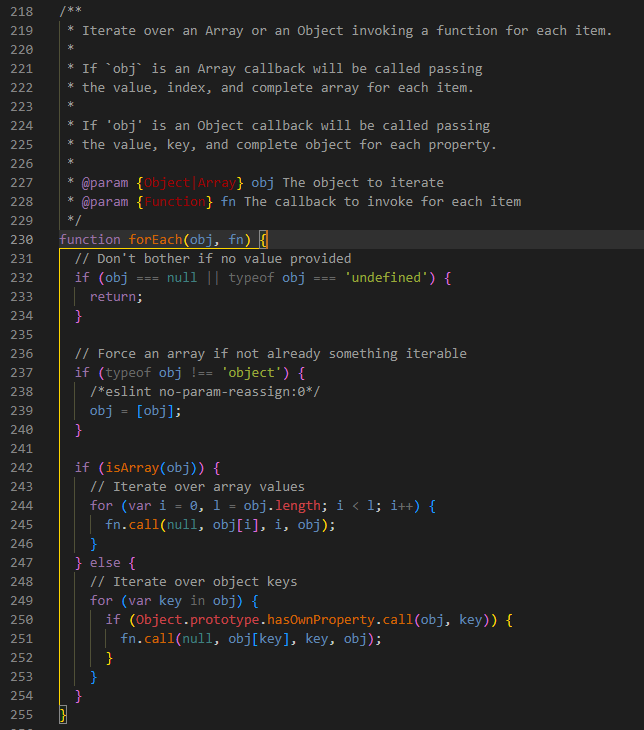 218 /**
219  * Iterate over an Array or an Object invoking a function for each item.
220  *
221  * If `obj` is an Array callback will be called passing
222  * the value, index, and complete array for each item.
223  *
224  * If 'obj' is an Object callback will be called passing
225  * the value, key, and complete object for each property.
226  *
227  * @param {Object|Array} obj The object to iterate
228  * @param {Function} fn The callback to invoke for each item
229  */
230 function forEach(obj, fn) {
231   // Don't bother if no value provided
232   if (obj === null || typeof obj === 'undefined') {
233     return;
234   }
235
236   // Force an array if not already something iterable
237   if (typeof obj !== 'object') {
238     /*eslint no-param-reassign:0*/
239     obj = [obj];
240   }
241
242   if (isArray(obj)) {
243     // Iterate over array values
244     for (var i = 0, l = obj.length; i < l; i++) {
245       fn.call(null, obj[i], i, obj);
246     }
247   } else {
248     // Iterate over object keys
249     for (var key in obj) {
250       if (Object.prototype.hasOwnProperty.call(obj, key)) {
251         fn.call(null, obj[key], key, obj);
252       }
253     }
254   }
255 }